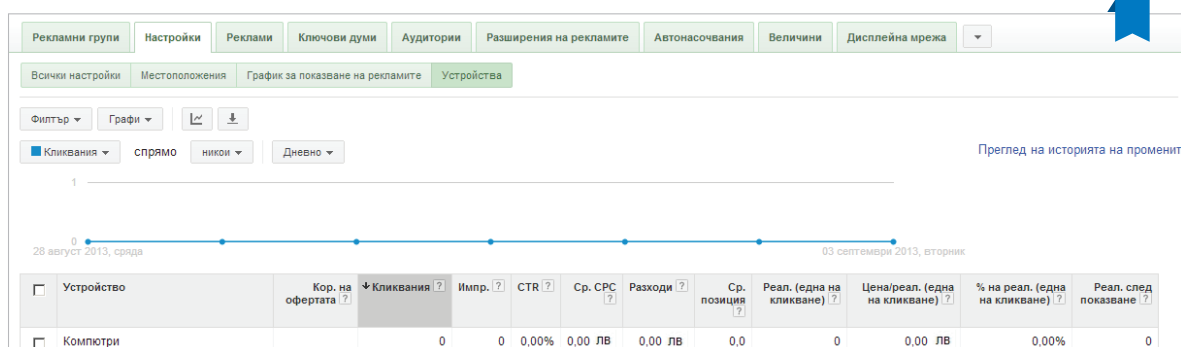 Рекламни групи Настройки Реклами Ключови думи Аудитории Разширения на рекламите Автонасочвания Величини Дисплейна мрежа
Всички настройки Местоположения График за показване на рекламите Устройства
Филтър Графи
Кликвания спрямо никои Дневно Преглед на историята на променит
1
0
28 август 2013, сряда 03 септември 2013, вторник
Устройство Кор. на Кликвания ? Импр. ? CTR ? Ср. CPC Разходи ? Ср. Реал. (една на Цена/реал. (една % на реал. (една Реал. след
офертата ? ? позиция кликване) ? на кликване) ? на кликване) ? показване ?
?
Компютри 0 0 0,00% 0,00 ЛВ 0,00 ЛВ 0,0 0 0,00 ЛВ 0,00% 0